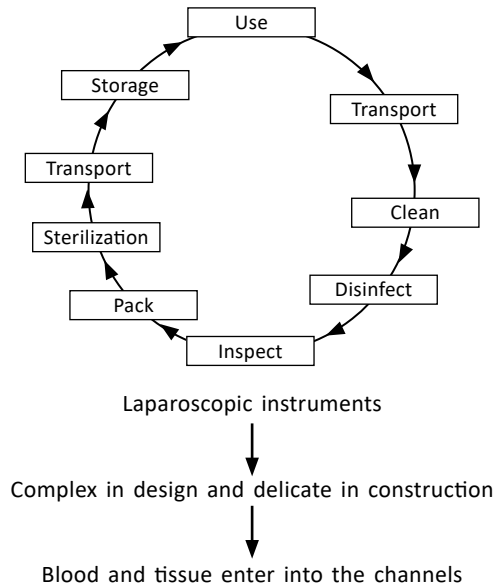 Use
Transport
Clean
Disinfect
Inspect
Pack
Sterilization
Transport
Storage
Laparoscopic instruments
Complex in design and delicate in construction
Blood and tissue enter into the channels